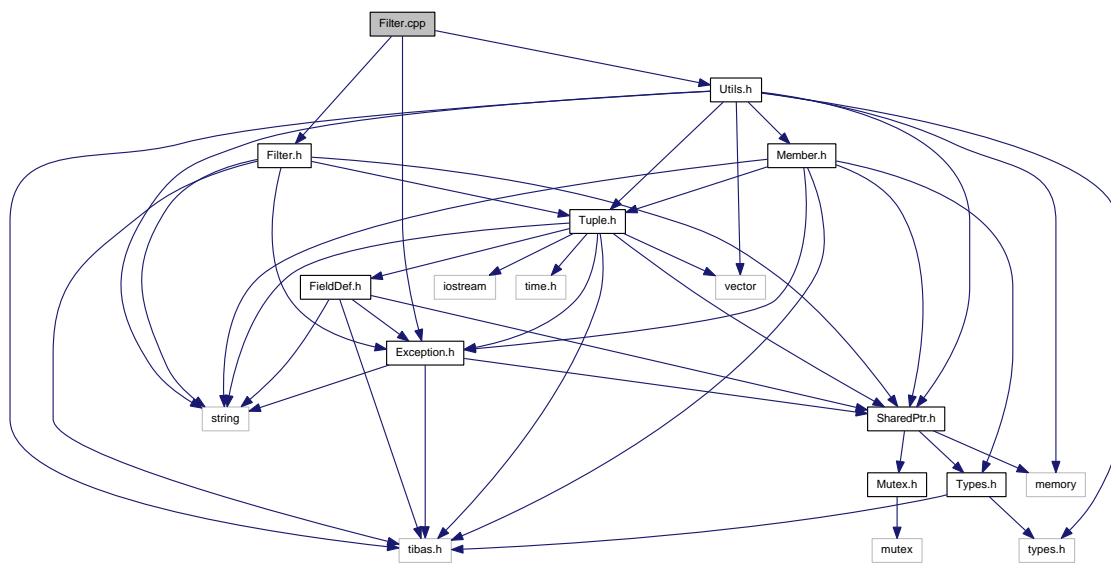 Filter.cpp
Utils.h
Filter.h
Member.h
Tuple.h
FieldDef.h
iostream
time.h
vector
Exception.h
string
SharedPtr.h
Mutex.h
Types.h
memory
tibas.h
mutex
types.h